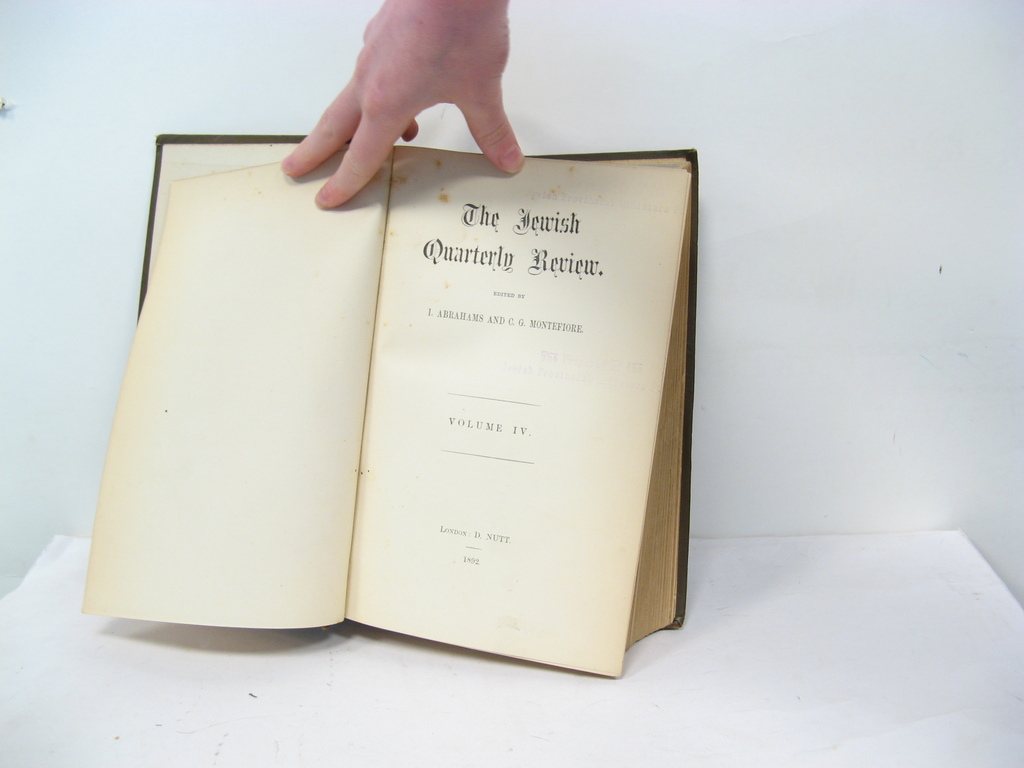 The Jewish
Quarterly Review.
EDITED BY
I. ABRAHAMS AND C. G. MONTEFIORE.
VOLUME IV.
LONDON: D. NUTT.
1892.